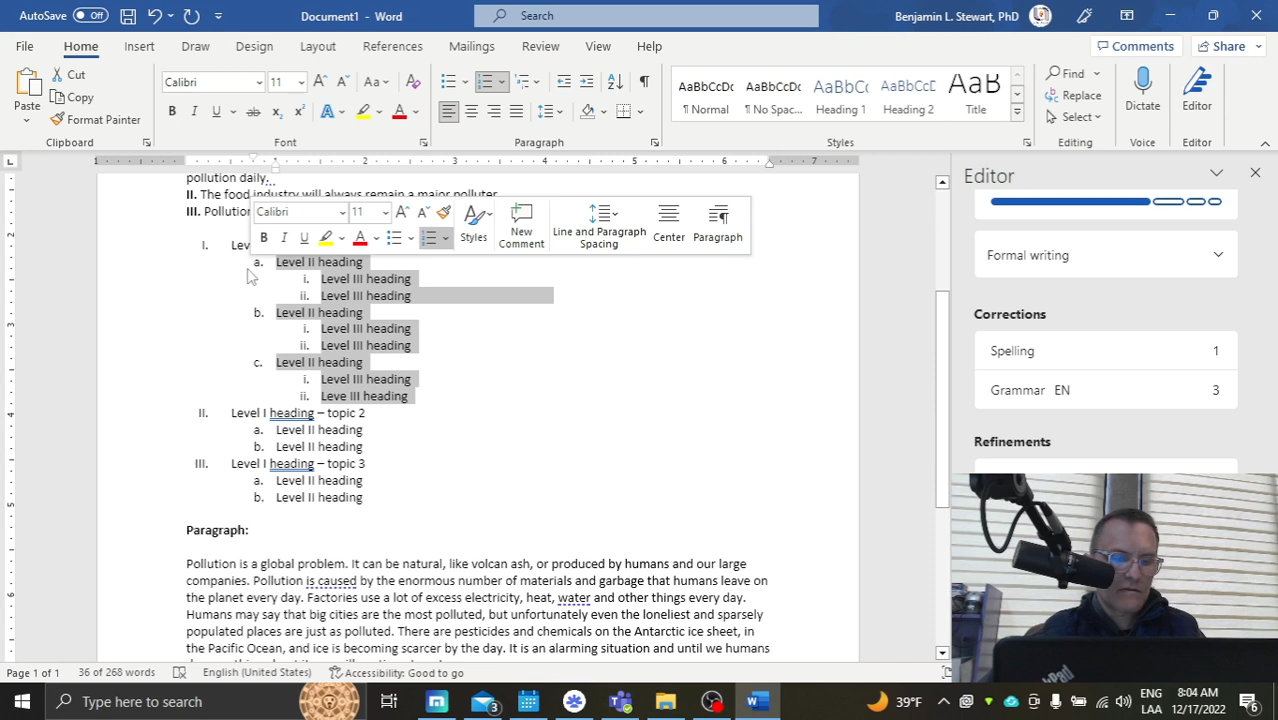 AutoSave Off Document1 - Word Search Benjamin L. Stewart, PhD
File Home Insert Draw Design Layout References Mailings Review View Help Comments Share
Cut
Copy
Format Painter
Paste
Calibri 11 Aa
AaBbCcDc AaBbCcDc AaBbCc AaBbCcD AaB
¶ Normal ¶ No Spac... Heading 1 Heading 2 Title
Find
Replace
Select
Dictate
Editor
Clipboard Font Paragraph Styles Editing Voice Editor
1 1 2 3 4 5 6 7
pollution daily...
II. The food industry will always remain a major polluter
III. Pollution
Calibri 11
Styles
New Comment
Line and Paragraph Spacing
Center
Paragraph
I. Lev
a. Level II heading
i. Level III heading
ii. Level III heading
b. Level II heading
i. Level III heading
ii. Level III heading
c. Level II heading
i. Level III heading
ii. Leve III heading
II. Level I heading – topic 2
a. Level II heading
b. Level II heading
III. Level I heading – topic 3
a. Level II heading
b. Level II heading
Paragraph:
Pollution is a global problem. It can be natural, like volcan ash, or produced by humans and our large
companies. Pollution is caused by the enormous number of materials and garbage that humans leave on
the planet every day. Factories use a lot of excess electricity, heat, water and other things every day.
Humans may say that big cities are the most polluted, but unfortunately even the loneliest and sparsely
populated places are just as polluted. There are pesticides and chemicals on the Antarctic ice sheet, in
the Pacific Ocean, and ice is becoming scarcer by the day. It is an alarming situation and until we humans
Editor
Formal writing
Corrections
Spelling 1
Grammar EN 3
Refinements
Page 1 of 1 36 of 268 words English (United States) Accessibility: Good to go
Type here to search
3
39°F
ENG
LAA
8:04 AM
12/17/2022
6